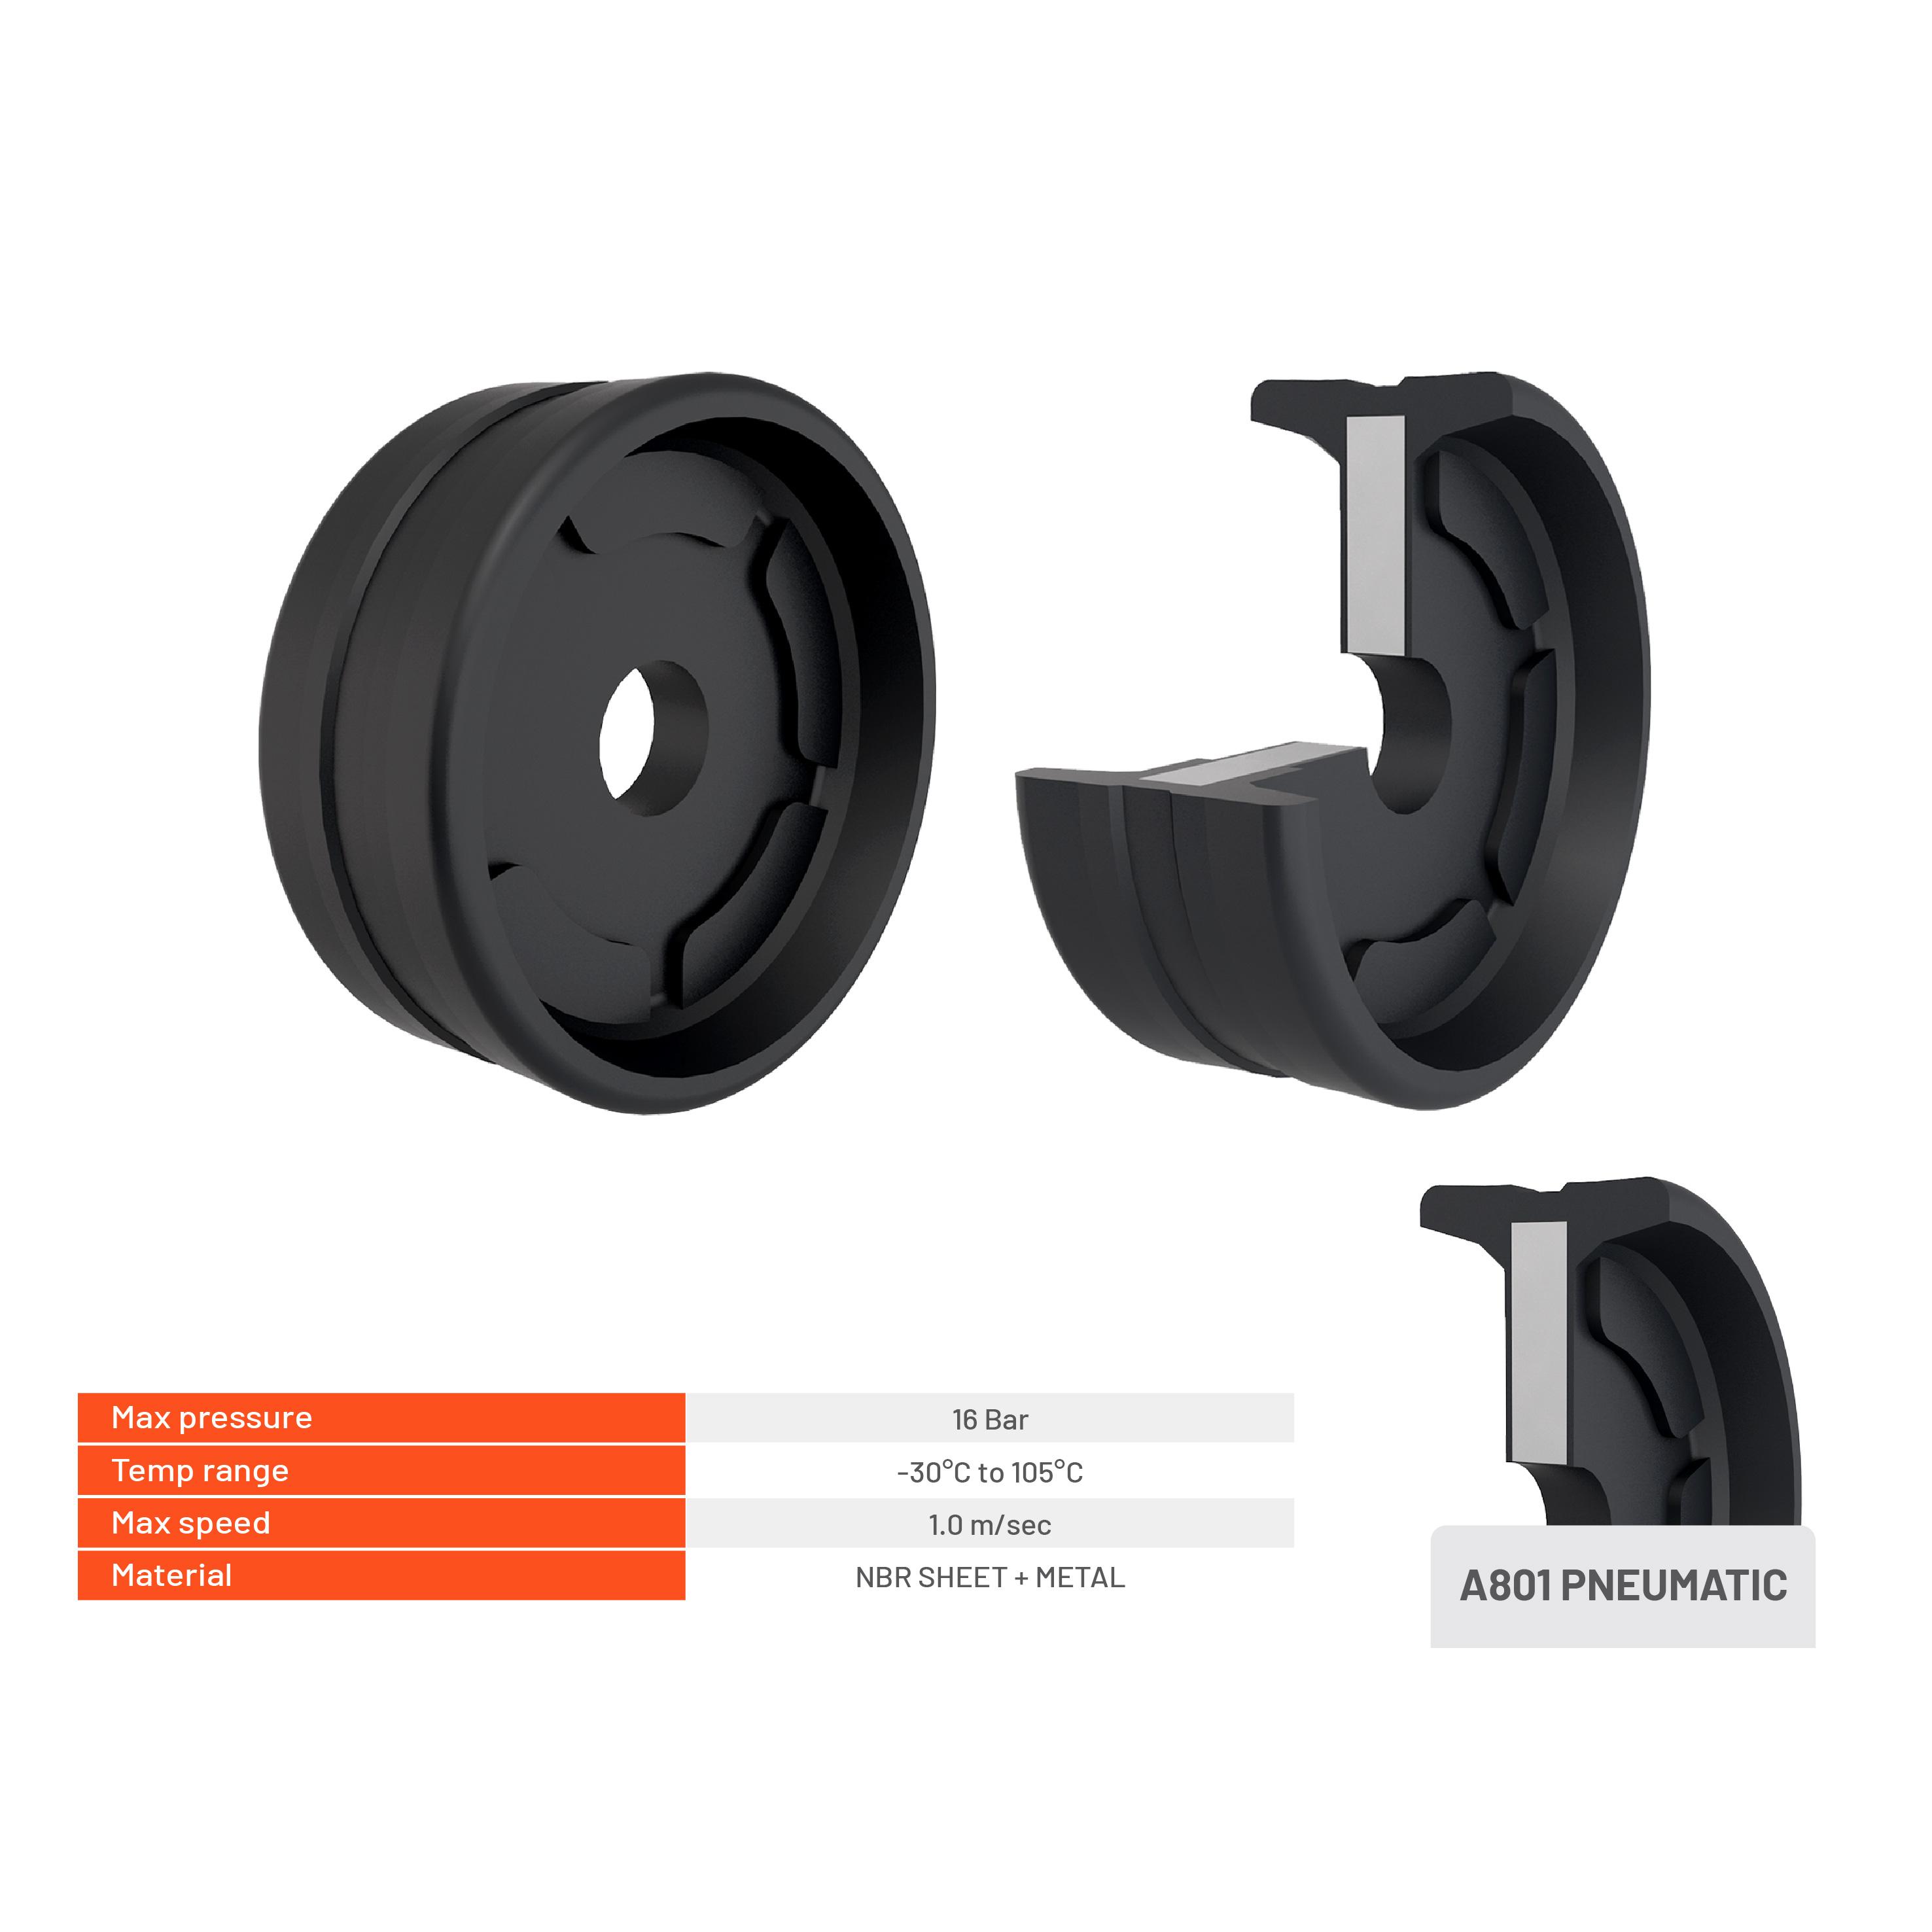 Max pressure 16 Bar
Temp range -30°C to 105°C
Max speed 1.0 m/sec
Material NBR SHEET + METAL
A801 PNEUMATIC